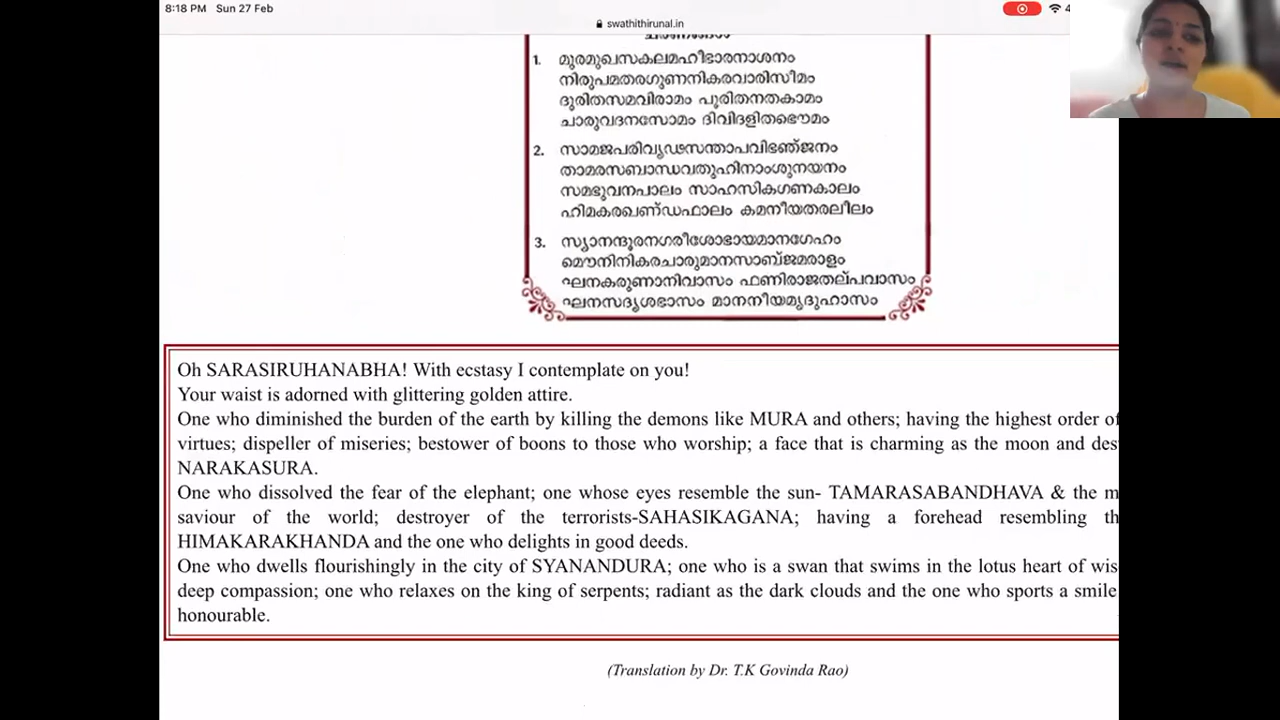 8:18 PM Sun 27 Feb
swathithirunal.in
1. മുരമുഖസകലമഹീഭാരനാശനം
നിരുപമതരഗുണനികരവാരിസീമം
ദുരിതസമവിരാമം പൂരിതനതകാമം
ചാരുവദനസോമം ദിവിദളിതഭൌമം
2. സാമജപരിവൃഢസന്താപവിഭഞ്ജനം
താമരസബാന്ധവതുഹിനാംശുനയനം
സമഭുവനപാലം സാഹസികഗണകാലം
ഹിമകരഖണ്ഡഫാലം കമനീയതരലീലം
3. സ്യാനന്ദൂരനഗരീശോഭായമാനഗേഹം
മൌനിനികരചാരുമാനസാബ്ജമരാളം
ഘനകരുണാനിവാസം ഫണിരാജതല്പവാസം
ഘനസദൃശഭാസം മാനനീയമൃദുഹാസം
Oh SARASIRUHANABHA! With ecstasy I contemplate on you!
Your waist is adorned with glittering golden attire.
One who diminished the burden of the earth by killing the demons like MURA and others; having the highest order of
virtues; dispeller of miseries; bestower of boons to those who worship; a face that is charming as the moon and des
NARAKASURA.
One who dissolved the fear of the elephant; one whose eyes resemble the sun- TAMARASABANDHAVA & the m
saviour of the world; destroyer of the terrorists-SAHASIKAGANA; having a forehead resembling th
HIMAKARAKHANDA and the one who delights in good deeds.
One who dwells flourishingly in the city of SYANANDURA; one who is a swan that swims in the lotus heart of wis
deep compassion; one who relaxes on the king of serpents; radiant as the dark clouds and the one who sports a smile
honourable.
(Translation by Dr. T.K Govinda Rao)